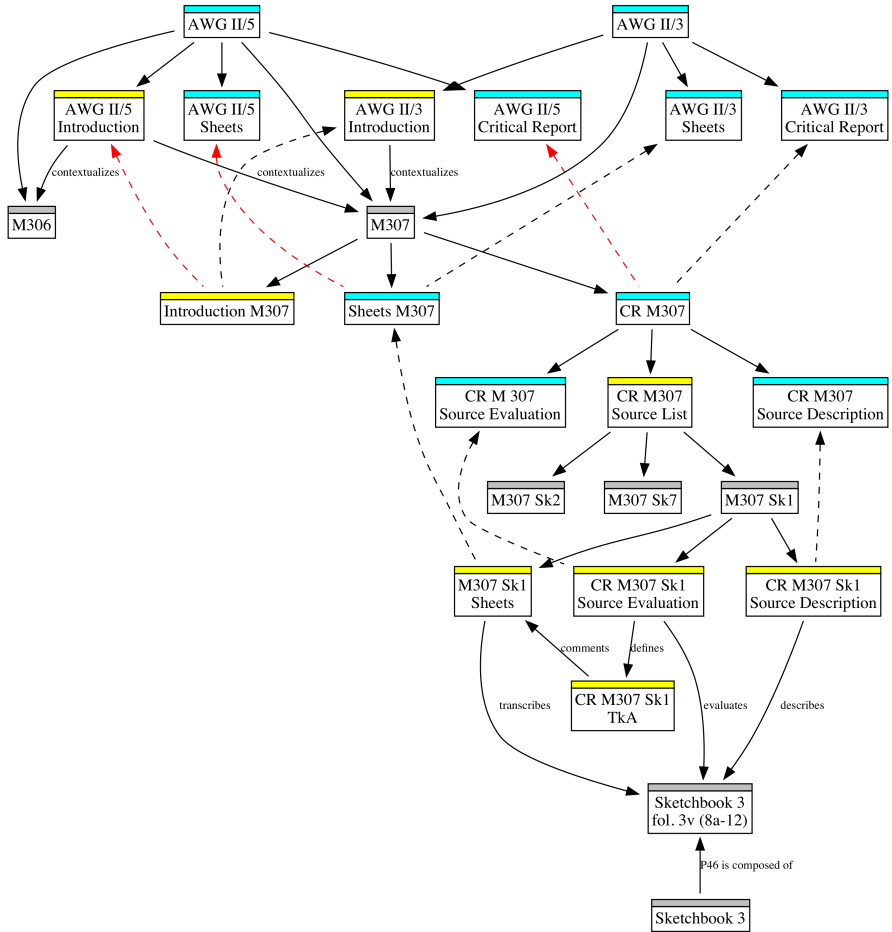 AWG II/5
AWG II/3
AWG II/5
Introduction
AWG II/5
Sheets
AWG II/3
Introduction
AWG II/5
Critical Report
AWG II/3
Sheets
AWG II/3
Critical Report
contextualizes
contextualizes
contextualizes
M306
M307
Introduction M307
Sheets M307
CR M307
CR M 307
Source Evaluation
CR M307
Source List
CR M307
Source Description
M307 Sk2
M307 Sk7
M307 Sk1
M307 Sk1
Sheets
CR M307 Sk1
Source Evaluation
CR M307 Sk1
Source Description
comments
defines
CR M307 Sk1
TkA
transcribes
evaluates
describes
Sketchbook 3
fol. 3v (8a-12)
P46 is composed of
Sketchbook 3